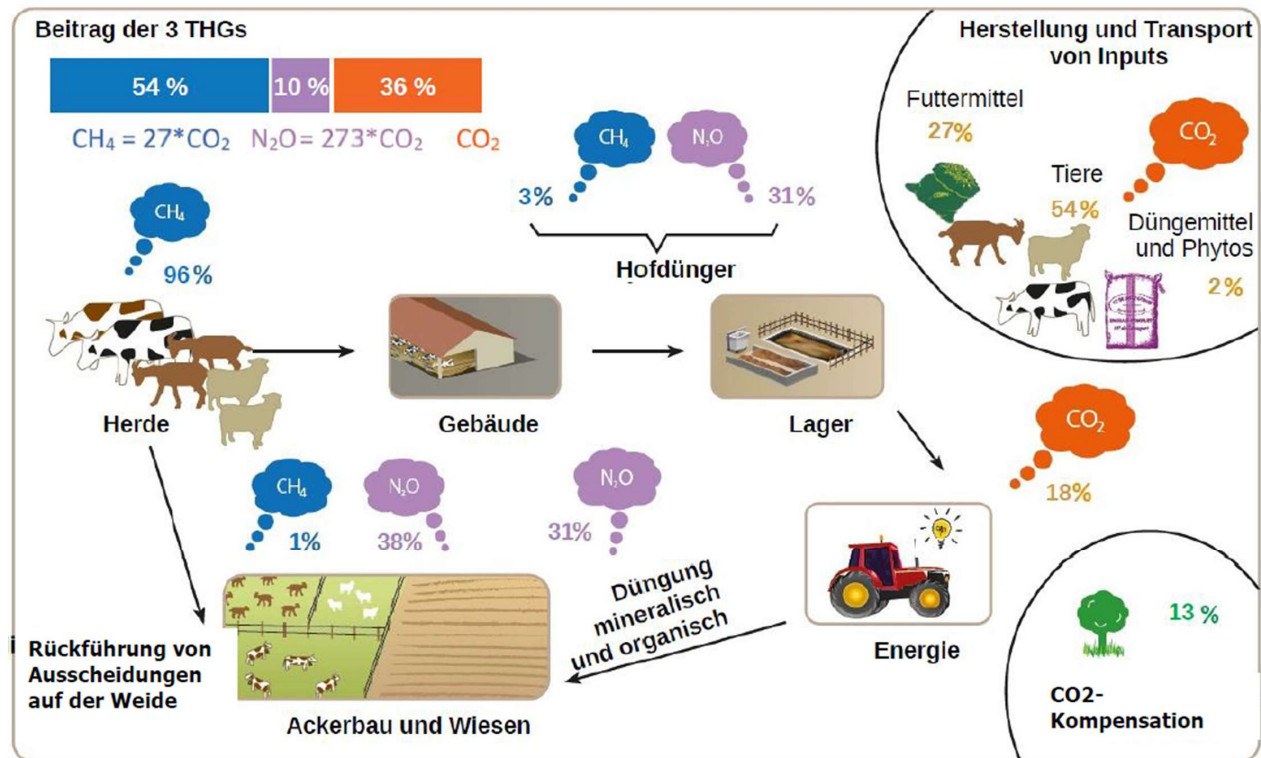 Beitrag der 3 THGs
54 %
10 %
36 %
CH₄ = 27*CO₂
N₂O = 273*CO₂
CO₂
Herstellung und Transport
von Inputs
Futtermittel
27%
CO₂
Tiere
54%
Düngemittel
und Phytos
2%
CH₄
N₂O
3%
31%
Hofdünger
CH₄
96%
Herde
Gebäude
Lager
CO₂
18%
CH₄
N₂O
N₂O
1%
38%
31%
Düngung
mineralisch
und organisch
Energie
13 %
CO2-
Kompensation
i
Rückführung von
Ausscheidungen
auf der Weide
Ackerbau und Wiesen